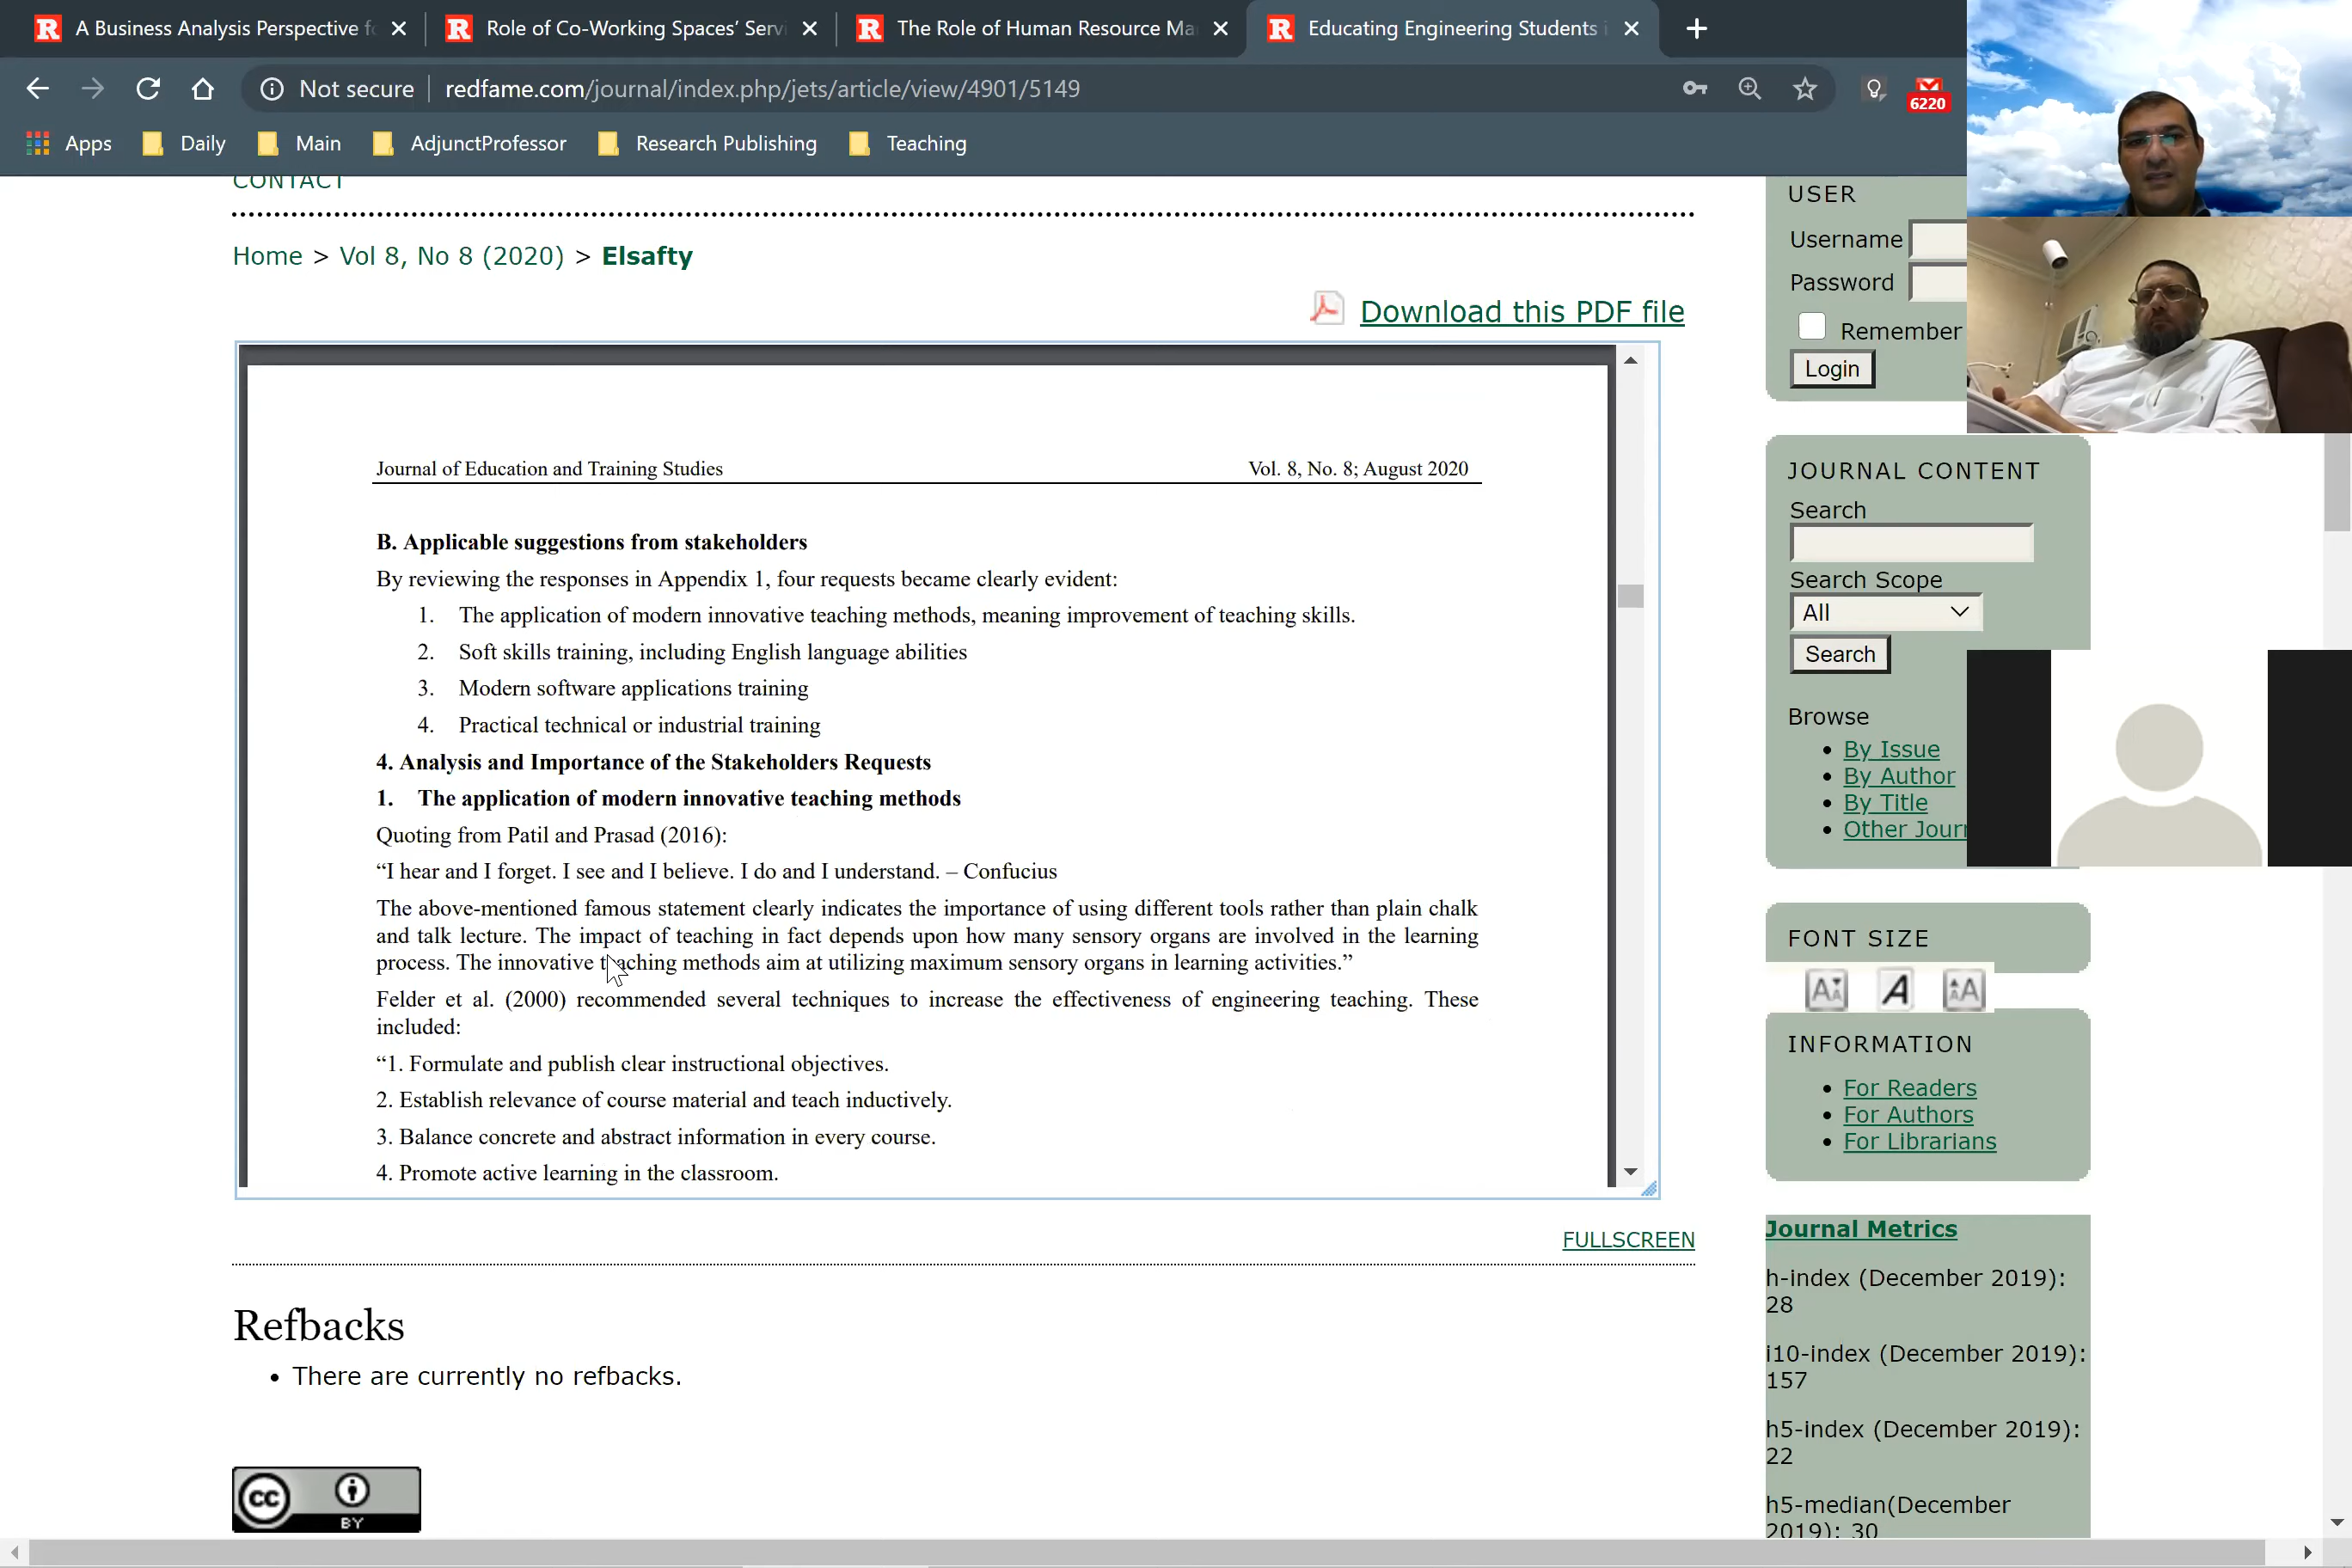 A Business Analysis Perspective f
Role of Co-Working Spaces’ Servi
The Role of Human Resource Ma
Educating Engineering Students i
Not secure
redfame.com/journal/index.php/jets/article/view/4901/5149
6220
Apps
Daily
Main
AdjunctProfessor
Research Publishing
Teaching
CONTACT
Home > Vol 8, No 8 (2020) > Elsafty
Download this PDF file
Journal of Education and Training Studies
Vol. 8, No. 8; August 2020
B. Applicable suggestions from stakeholders
By reviewing the responses in Appendix 1, four requests became clearly evident:
1. The application of modern innovative teaching methods, meaning improvement of teaching skills.
2. Soft skills training, including English language abilities
3. Modern software applications training
4. Practical technical or industrial training
4. Analysis and Importance of the Stakeholders Requests
1. The application of modern innovative teaching methods
Quoting from Patil and Prasad (2016):
“I hear and I forget. I see and I believe. I do and I understand. – Confucius
The above-mentioned famous statement clearly indicates the importance of using different tools rather than plain chalk
and talk lecture. The impact of teaching in fact depends upon how many sensory organs are involved in the learning
process. The innovative teaching methods aim at utilizing maximum sensory organs in learning activities.”
Felder et al. (2000) recommended several techniques to increase the effectiveness of engineering teaching. These
included:
“1. Formulate and publish clear instructional objectives.
2. Establish relevance of course material and teach inductively.
3. Balance concrete and abstract information in every course.
4. Promote active learning in the classroom.
FULLSCREEN
Refbacks
There are currently no refbacks.
cc
BY
USER
Username
Password
Remember
Login
JOURNAL CONTENT
Search
Search Scope
All
Search
Browse
By Issue
By Author
By Title
Other Jour
FONT SIZE
A A
A
A A
INFORMATION
For Readers
For Authors
For Librarians
Journal Metrics
h-index (December 2019):
28
i10-index (December 2019):
157
h5-index (December 2019):
22
h5-median(December
2019): 30